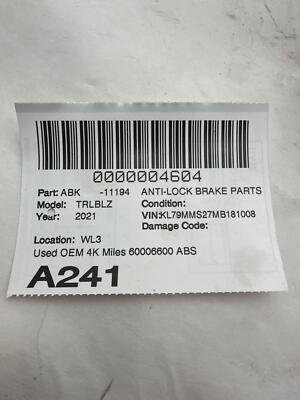 0000004604
Part: ABK -11194 ANTI-LOCK BRAKE PARTS
Model: TRLBLZ Condition:
Year: 2021 VIN:KL79MMS27MB181008
Damage Code:
Location: WL3
Used OEM 4K Miles 60006600 ABS
A241